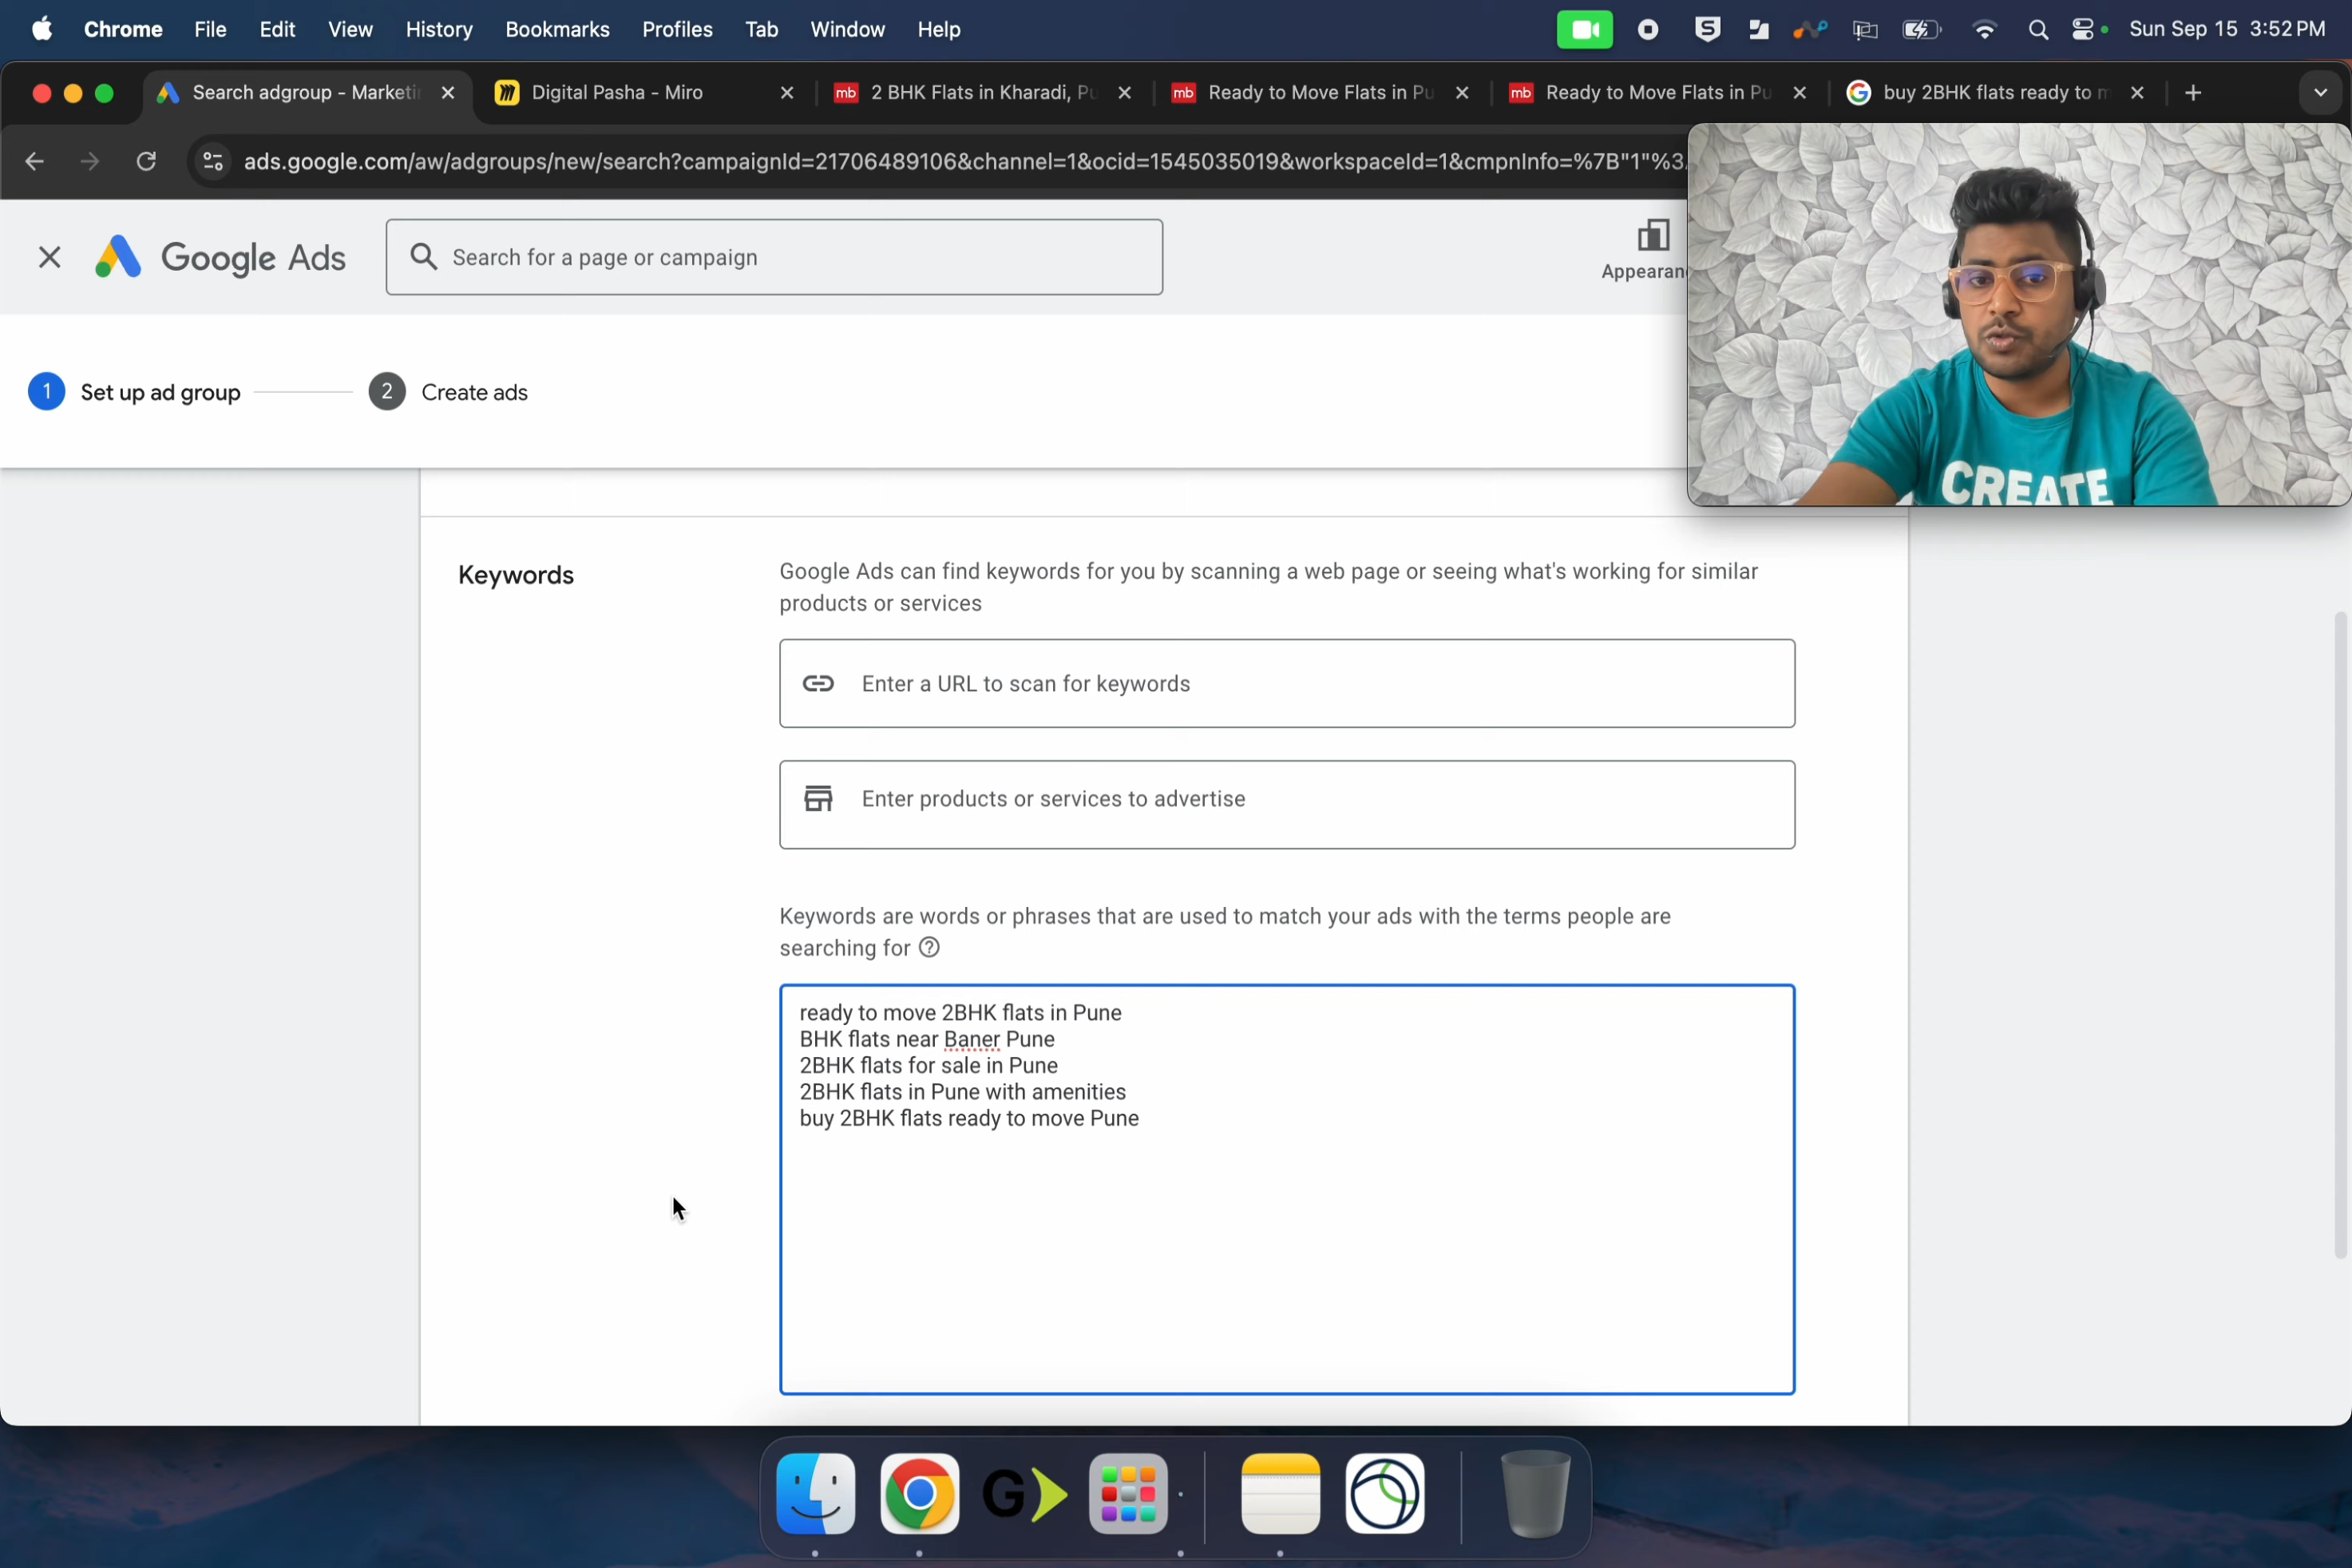 Chrome File Edit View History Bookmarks Profiles Tab Window Help Sun Sep 15 3:52 PM
Search adgroup - Marketi
Digital Pasha - Miro
mb 2 BHK Flats in Kharadi, Pu
mb Ready to Move Flats in Pu
mb Ready to Move Flats in Pu
buy 2BHK flats ready to m
ads.google.com/aw/adgroups/new/search?campaignId=21706489106&channel=1&ocid=1545035019&workspaceId=1&cmpnInfo=%7B"1"%3
Google Ads
Search for a page or campaign
Appearan
1 Set up ad group
2 Create ads
CREATE
Keywords
Google Ads can find keywords for you by scanning a web page or seeing what's working for similar
products or services
Enter a URL to scan for keywords
Enter products or services to advertise
Keywords are words or phrases that are used to match your ads with the terms people are
searching for
ready to move 2BHK flats in Pune
BHK flats near Baner Pune
2BHK flats for sale in Pune
2BHK flats in Pune with amenities
buy 2BHK flats ready to move Pune
G